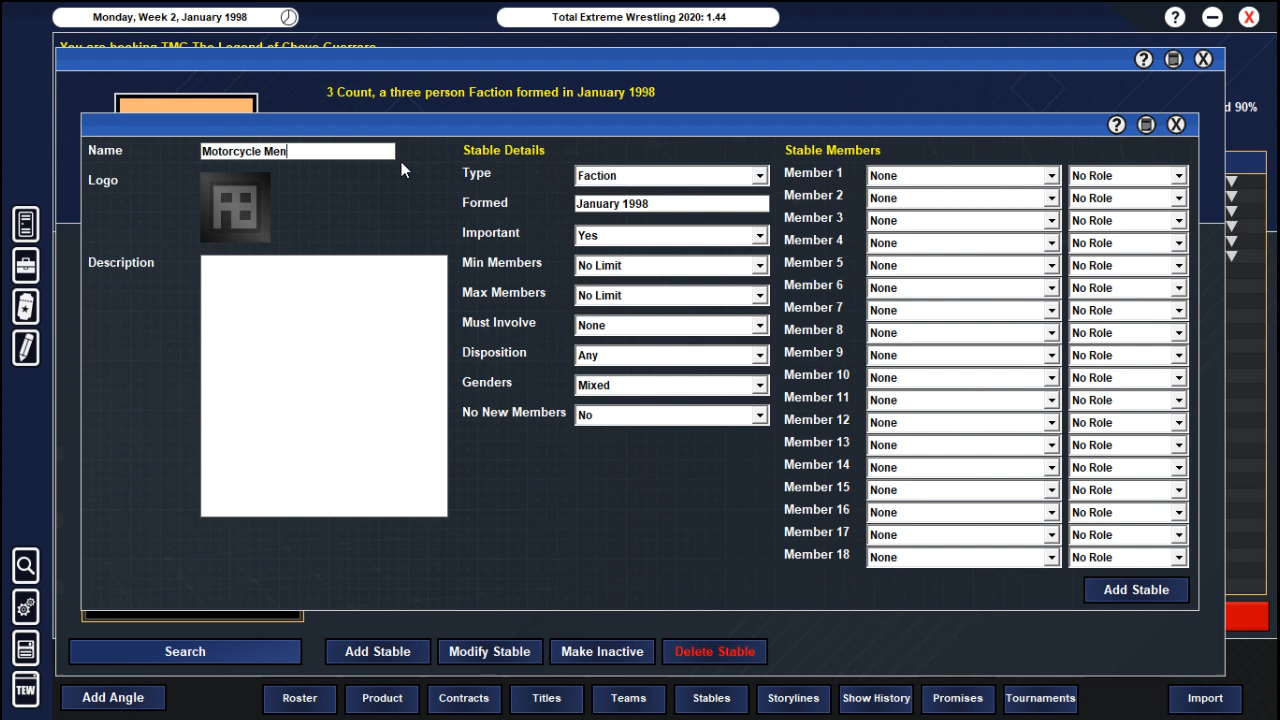 Monday, Week 2, January 1998
Total Extreme Wrestling 2020: 1.44
?
X
You are booking TMC The Legend of Chavo Guerrero
? X
3 Count, a three person Faction formed in January 1998
d 90%
? X
Name
Motorcycle Men
Logo
Description
Stable Details
Type Faction
Formed January 1998
Important Yes
Min Members No Limit
Max Members No Limit
Must Involve None
Disposition Any
Genders Mixed
No New Members No
Stable Members
Member 1 None No Role
Member 2 None No Role
Member 3 None No Role
Member 4 None No Role
Member 5 None No Role
Member 6 None No Role
Member 7 None No Role
Member 8 None No Role
Member 9 None No Role
Member 10 None No Role
Member 11 None No Role
Member 12 None No Role
Member 13 None No Role
Member 14 None No Role
Member 15 None No Role
Member 16 None No Role
Member 17 None No Role
Member 18 None No Role
Add Stable
Search
Add Stable
Modify Stable
Make Inactive
Delete Stable
TEW
Add Angle
Roster
Product
Contracts
Titles
Teams
Stables
Storylines
Show History
Promises
Tournaments
Import